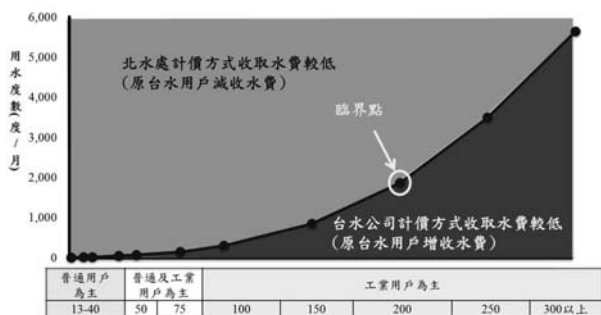 6,000
5,000
4,000
3,000
2,000
1,000
0
用水度數(度/月)
北水處計價方式收取水費較低
(原台水用戶減收水費)
臨界點
台水公司計價方式收取水費較低
(原台水用戶增收水費)
普通用戶
為主
普通及工業
用戶為主
工業用戶為主
13-40 50 75 100 150 200 250 300以上